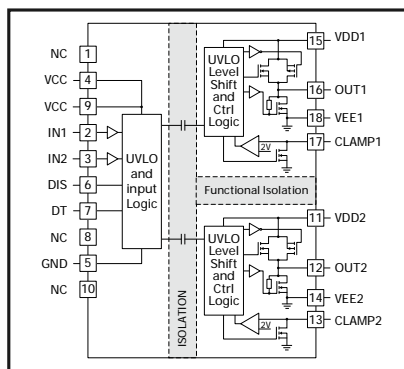 NC 1
VCC 4
VCC 9
IN1 2
IN2 3
DIS 6
DT 7
NC 8
GND 5
NC 10
UVLO
and
input
Logic
ISOLATION
UVLO
Level
Shift
and
Ctrl
Logic
2V
15 VDD1
16 OUT1
18 VEE1
17 CLAMP1
Functional Isolation
UVLO
Level
Shift
and
Ctrl
Logic
2V
11 VDD2
12 OUT2
14 VEE2
13 CLAMP2